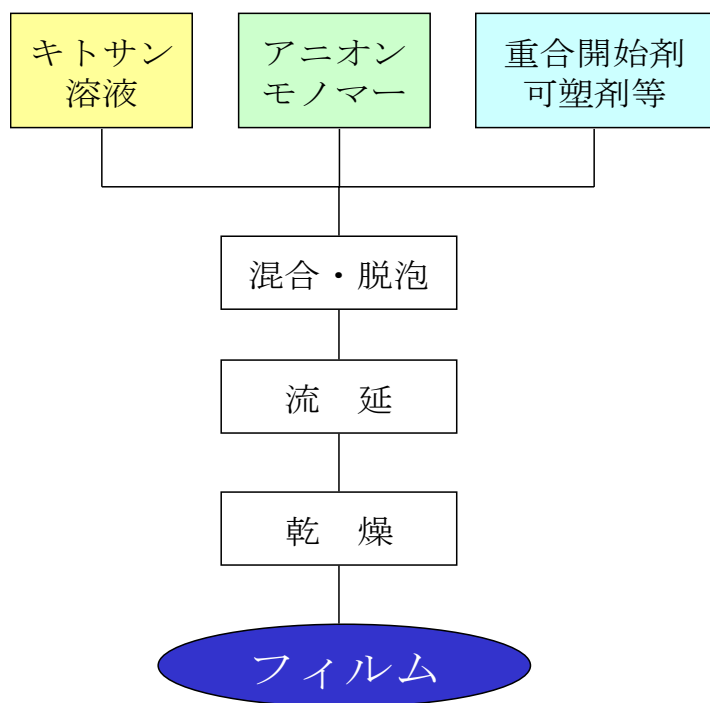 キトサン
溶液
アニオン
モノマー
重合開始剤
可塑剤等
混合・脱泡
流　延
乾　燥
フィルム